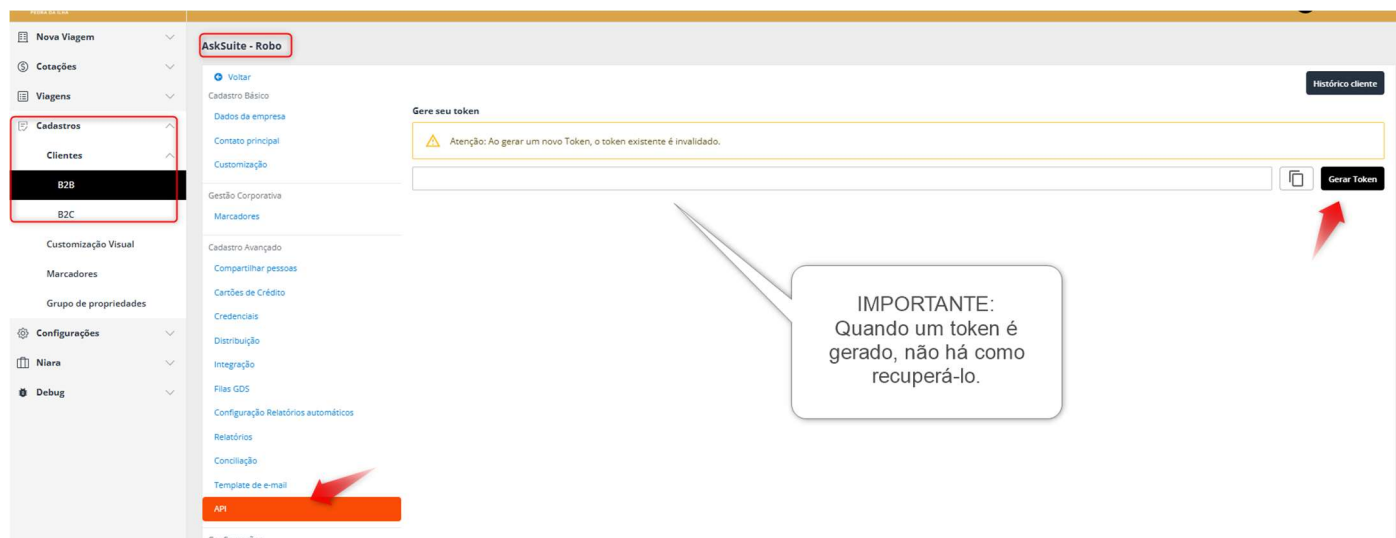 PEDRA DA ILHA
Nova Viagem
Cotações
Viagens
Cadastros
Clientes
B2B
B2C
Customização Visual
Marcadores
Grupo de propriedades
Configurações
Niara
Debug
AskSuite - Robo
Voltar
Cadastro Básico
Dados da empresa
Contato principal
Customização
Gestão Corporativa
Marcadores
Cadastro Avançado
Compartilhar pessoas
Cartões de Crédito
Credenciais
Distribuição
Integração
Filas GDS
Configuração Relatórios automáticos
Relatórios
Conciliação
Template de e-mail
API
Histórico cliente
Gere seu token
Atenção: Ao gerar um novo Token, o token existente é invalidado.
Gerar Token
IMPORTANTE:
Quando um token é
gerado, não há como
recuperá-lo.